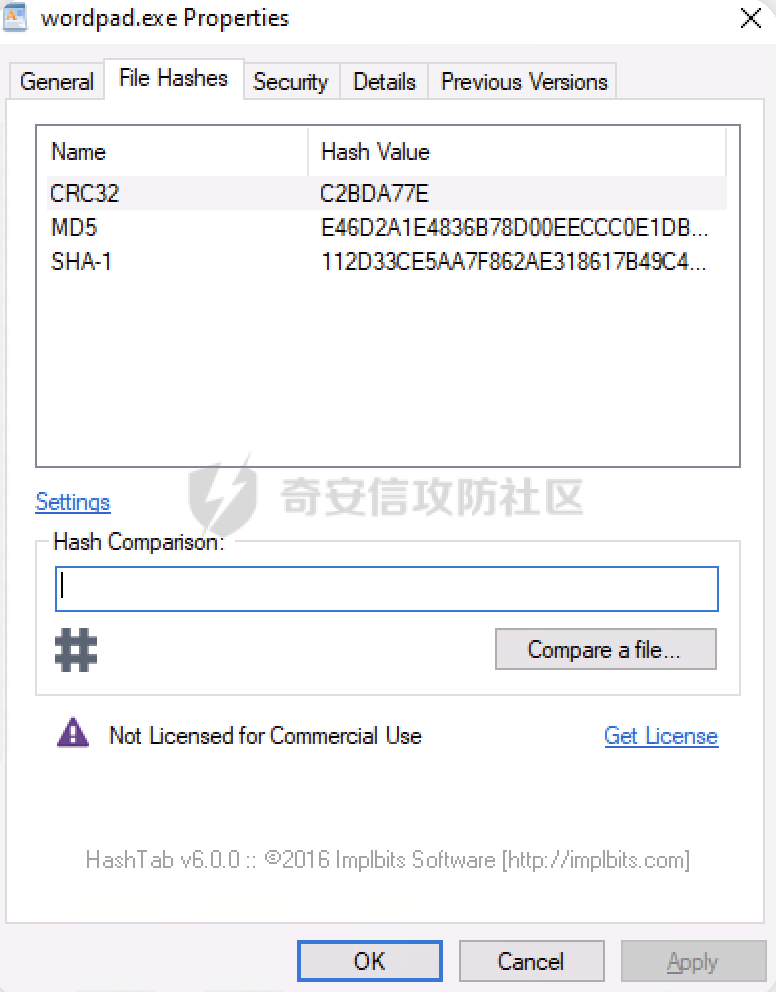 wordpad.exe Properties
General File Hashes Security Details Previous Versions
Name Hash Value
CRC32 C2BDA77E
MD5 E46D2A1E4836B78D00EECCC0E1DB...
SHA-1 112D33CE5AA7F862AE318617B49C4...
Settings
奇安信攻防社区
Hash Comparison:
Compare a file...
Not Licensed for Commercial Use Get License
HashTab v6.0.0 :: ©2016 Implbits Software [http://implbits.com]
OK Cancel Apply